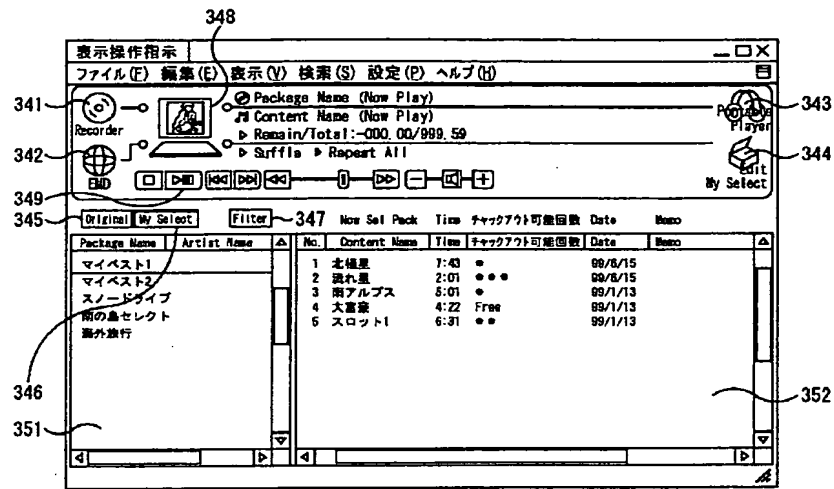 348
表示操作指示
ファイル(F) 編集(E) 表示(V) 検索(S) 設定(P) ヘルプ(H)
341
Recorder
Package Name (Now Play)
Content Name (Now Play)
Remain/Total:-000.00/999.59
Suffle Repeat All
343
Portable Player
342
EMD
344
Edit
My Select
349
345
Original My Select Filter
347
Now Sel Pack Time チャックアウト可能回数 Date Memo
Package Name Artist Name
No. Content Name Time チャックアウト可能回数 Date Memo
マイベスト1
マイベスト2
スノードライブ
南の島セレクト
海外旅行
1 北極星 7:43 ● 99/6/15
2 流れ星 2:01 ●●● 99/6/15
3 南アルプス 5:01 ● 99/1/13
4 大富豪 4:22 Free 99/1/13
5 スロット1 6:31 ●● 99/1/13
346
351
352